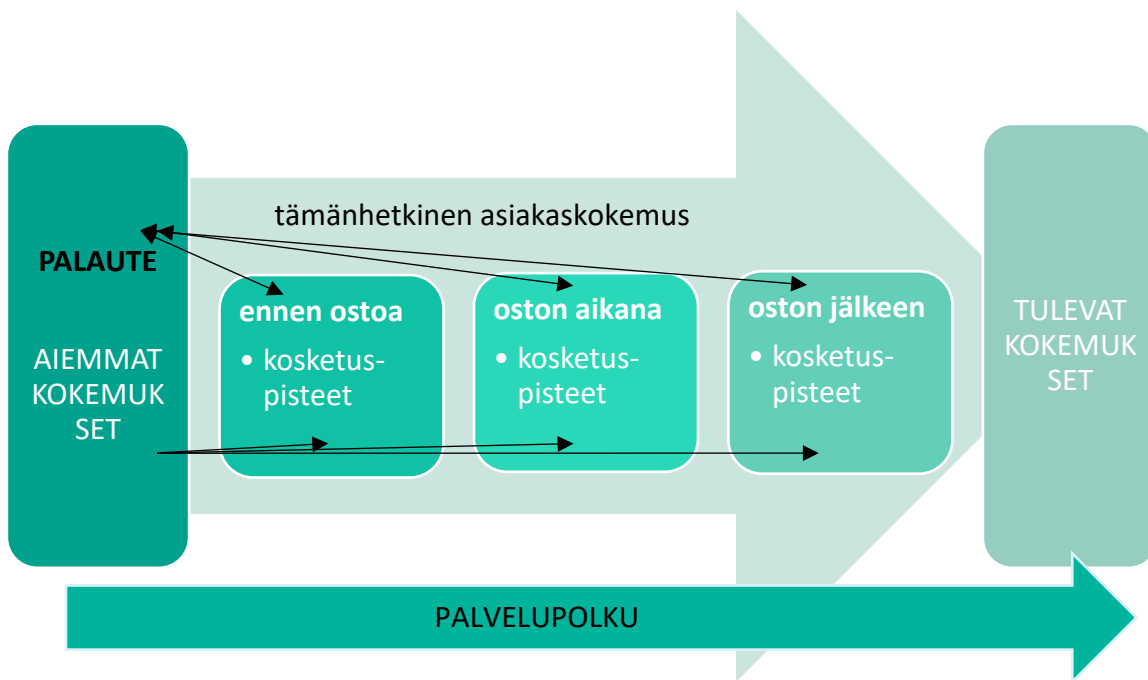 PALAUTE
AIEMMAT
KOKEMUK
SET
tämänhetkinen asiakaskokemus
ennen ostoa
• kosketus-
pisteet
oston aikana
• kosketus-
pisteet
oston jälkeen
• kosketus-
pisteet
TULEVAT
KOKEMUK
SET
PALVELUPOLKU